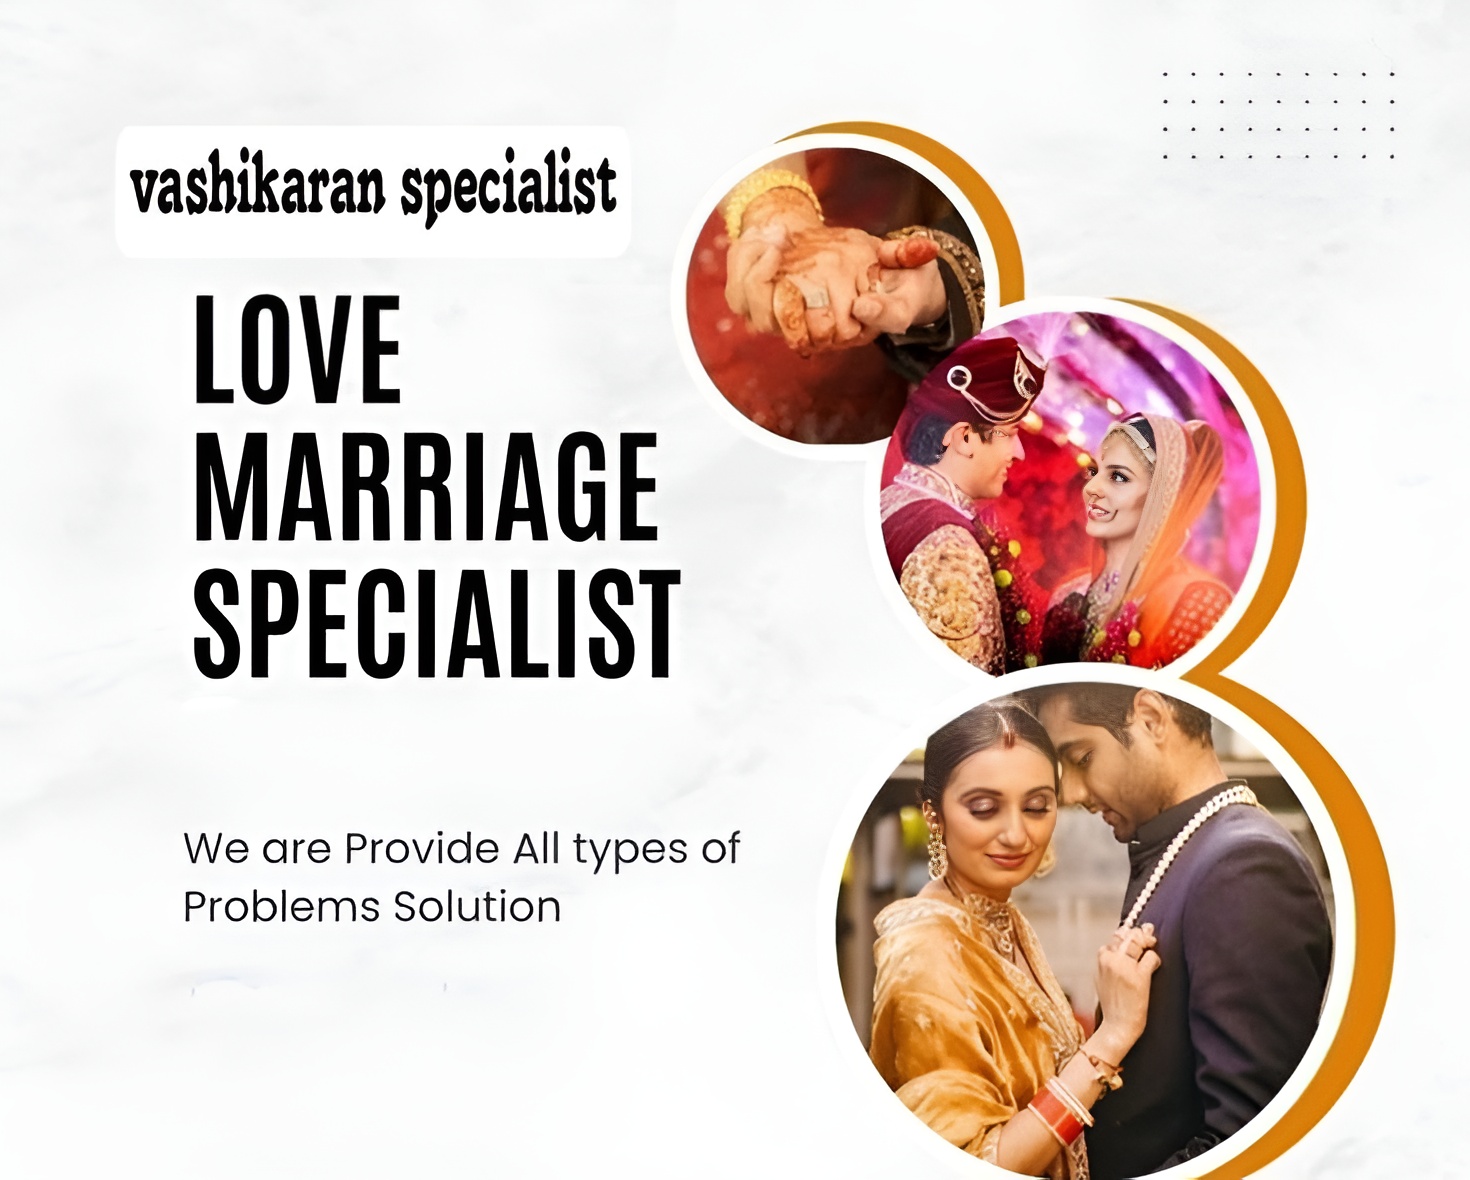 vashikaran specialist
LOVE
MARRIAGE
SPECIALIST
We are Provide All types of
Problems Solution